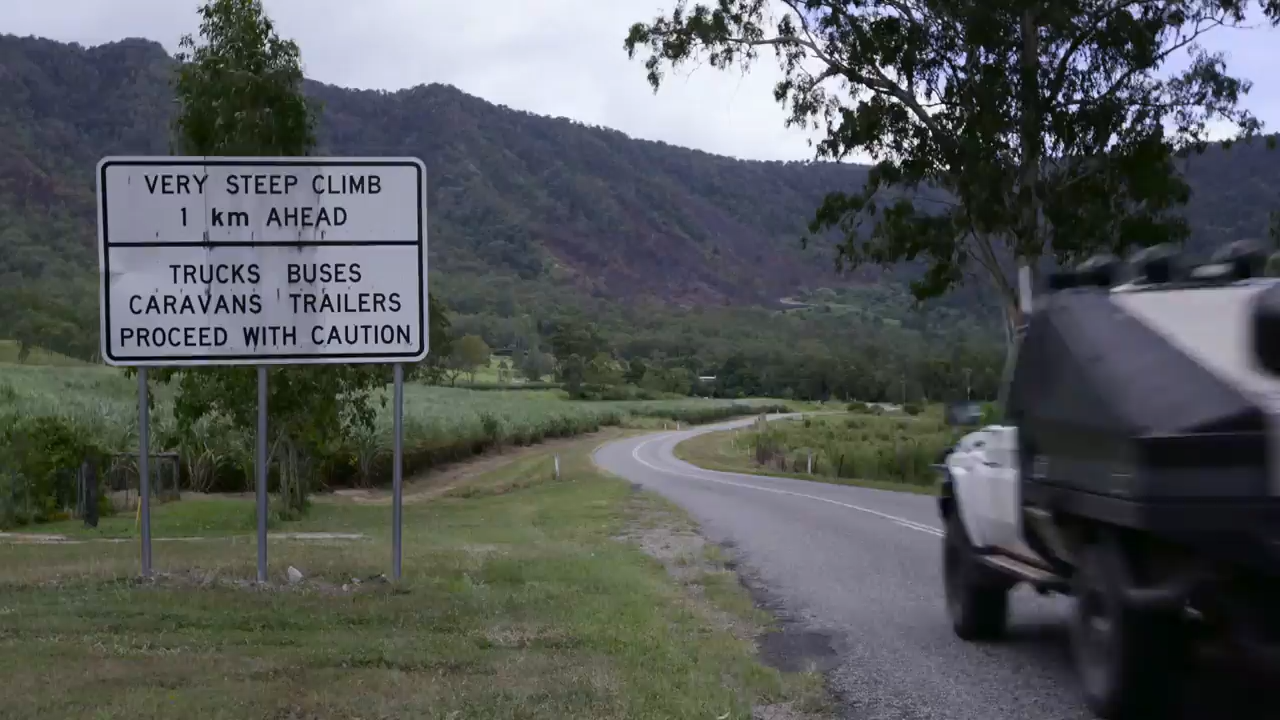 VERY STEEP CLIMB
1 km AHEAD
TRUCKS BUSES
CARAVANS TRAILERS
PROCEED WITH CAUTION